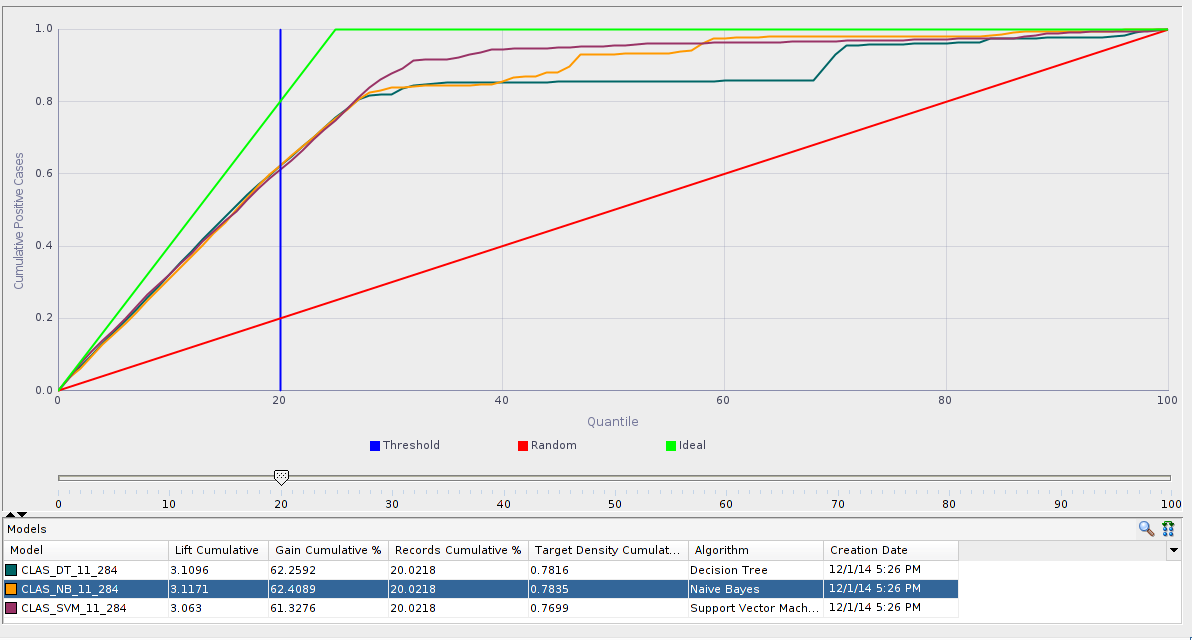 1.0
0.8
0.6
0.4
0.2
0.0
Cumulative Positive Cases
0 20 40 60 80 100
Quantile
Threshold Random Ideal
0 10 20 30 40 50 60 70 80 90 100
Models
Model Lift Cumulative Gain Cumulative % Records Cumulative % Target Density Cumulat... Algorithm Creation Date
CLAS_DT_11_284 3.1096 62.2592 20.0218 0.7816 Decision Tree 12/1/14 5:26 PM
CLAS_NB_11_284 3.1171 62.4089 20.0218 0.7835 Naive Bayes 12/1/14 5:26 PM
CLAS_SVM_11_284 3.063 61.3276 20.0218 0.7699 Support Vector Mach... 12/1/14 5:26 PM